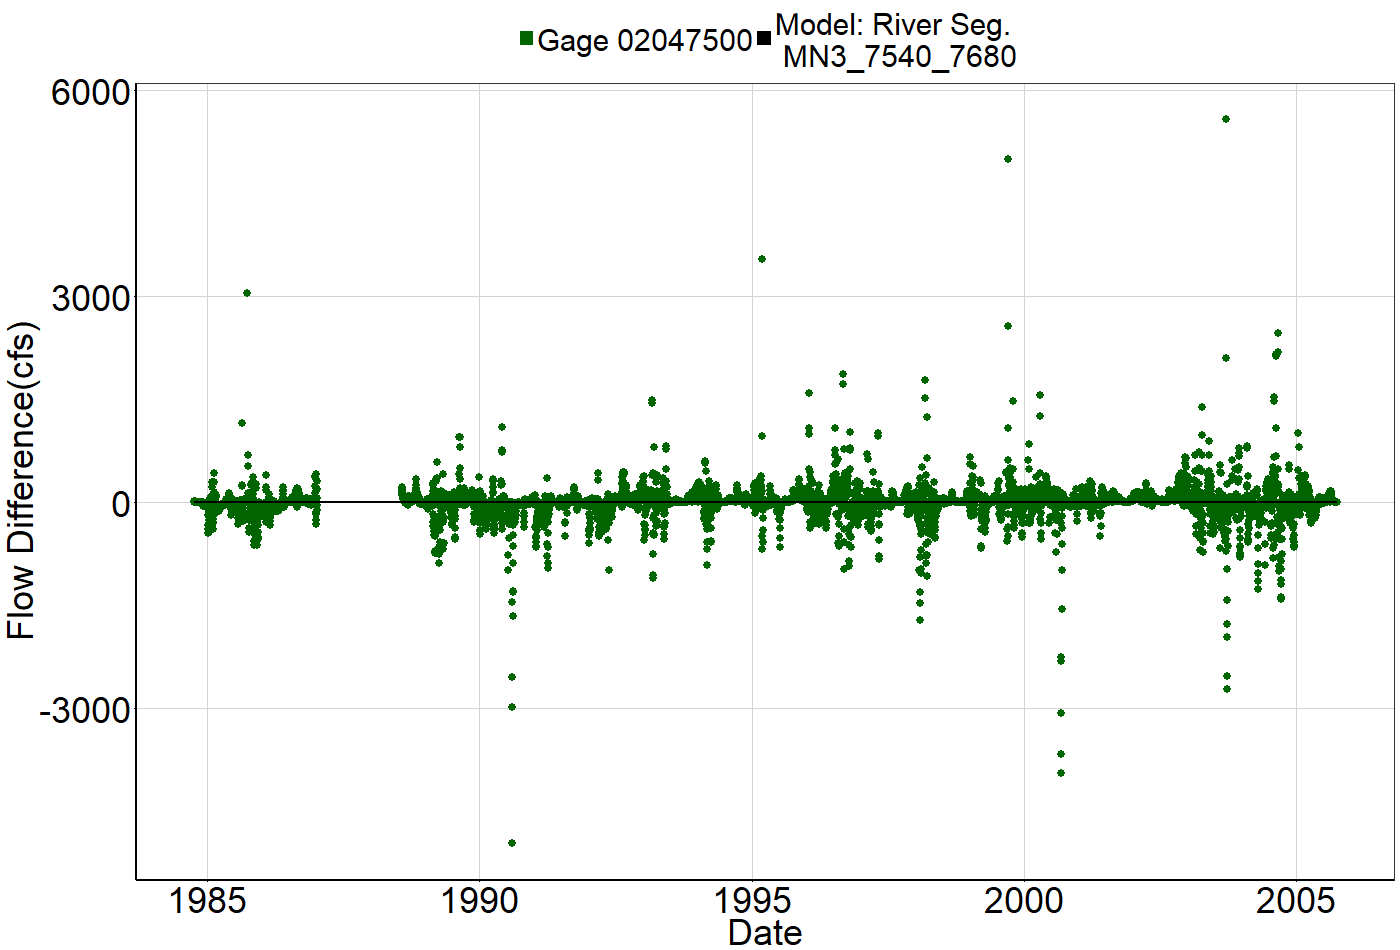 Gage 02047500
Model: River Seg.
MN3_7540_7680
6000
3000
0
-3000
Flow Difference(cfs)
1985 1990 1995 2000 2005
Date